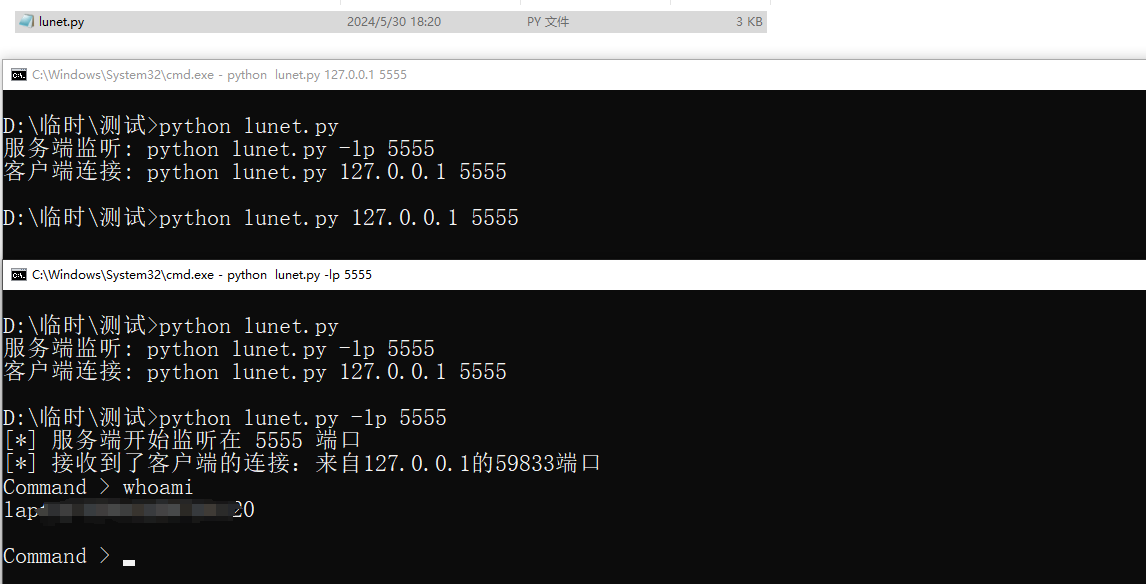 lunet.py 2024/5/30 18:20 PY 文件 3 KB
C:\Windows\System32\cmd.exe - python lunet.py 127.0.0.1 5555
D:\临时\测试>python lunet.py
服务端监听: python lunet.py -lp 5555
客户端连接: python lunet.py 127.0.0.1 5555
D:\临时\测试>python lunet.py 127.0.0.1 5555
C:\Windows\System32\cmd.exe - python lunet.py -lp 5555
D:\临时\测试>python lunet.py
服务端监听: python lunet.py -lp 5555
客户端连接: python lunet.py 127.0.0.1 5555
D:\临时\测试>python lunet.py -lp 5555
[*] 服务端开始监听在 5555 端口
[*] 接收到了客户端的连接: 来自127.0.0.1的59833端口
Command > whoami
Command >